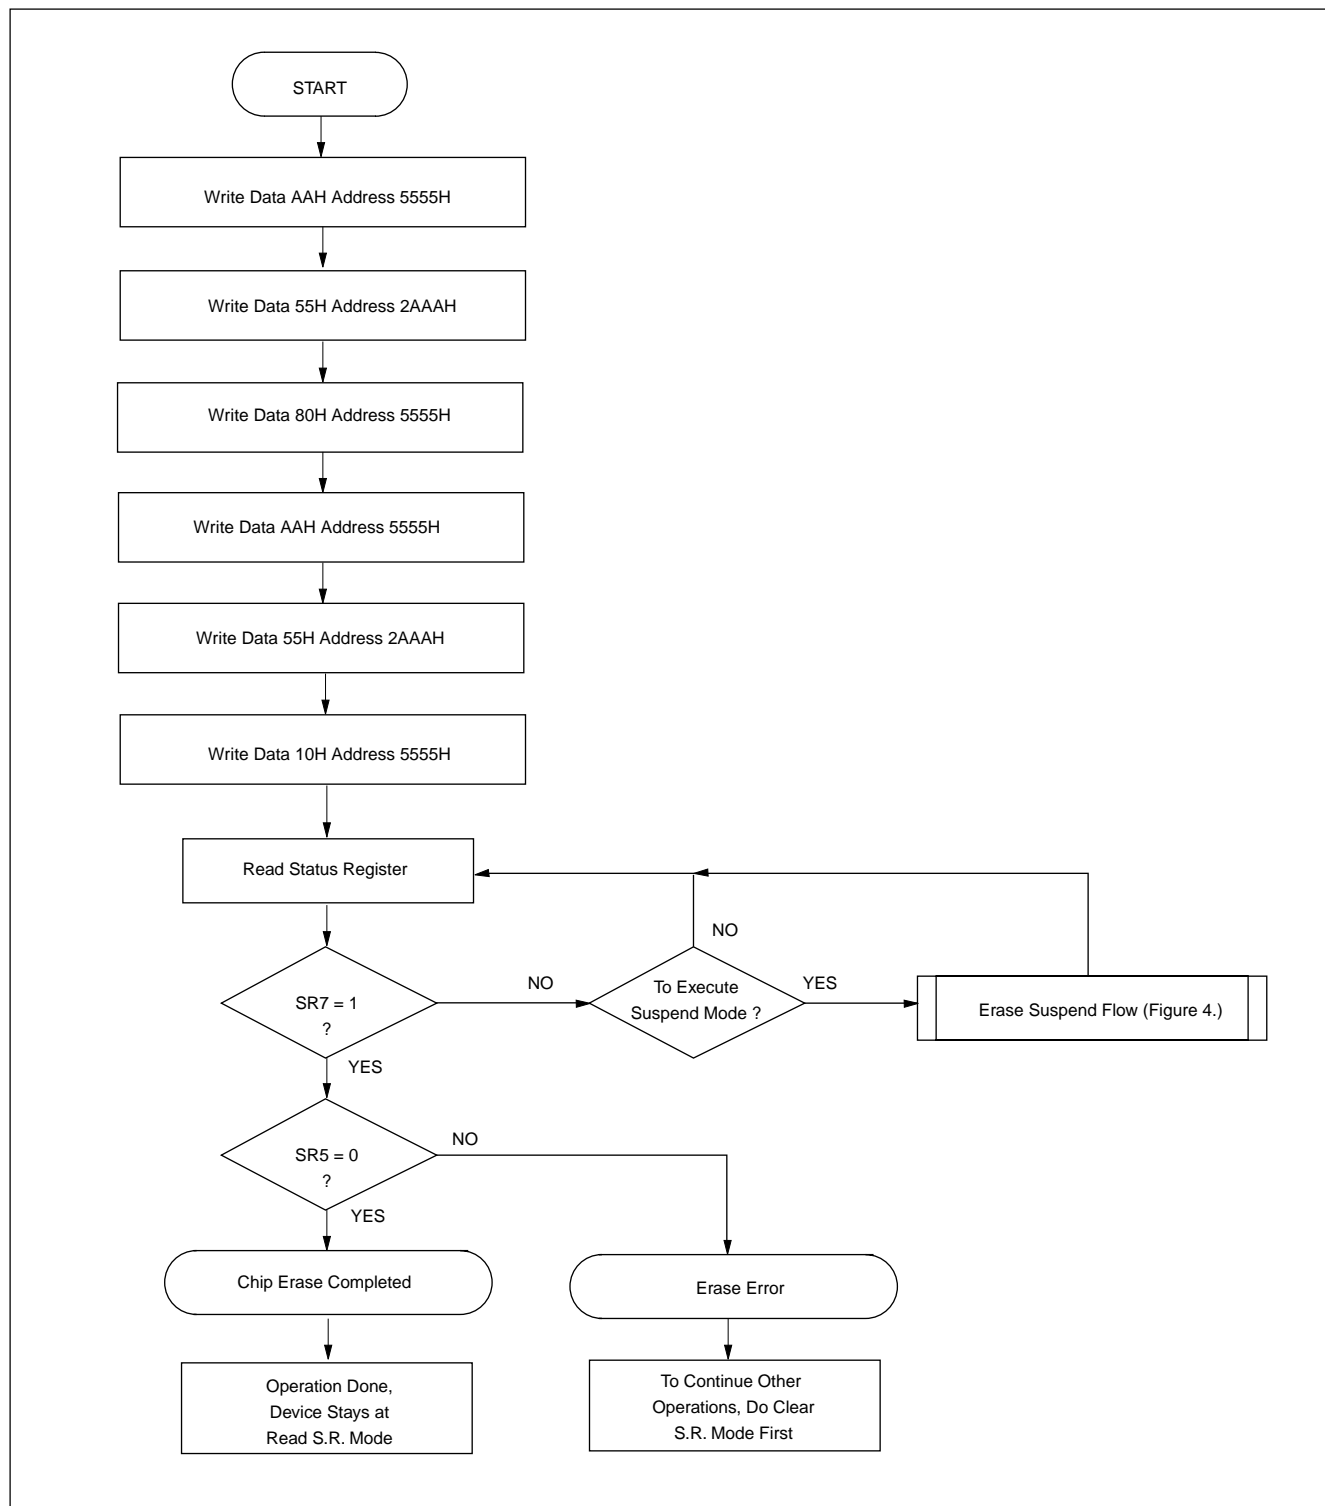 START
Write Data AAH Address 5555H
Write Data 55H Address 2AAAH
Write Data 80H Address 5555H
Write Data AAH Address 5555H
Write Data 55H Address 2AAAH
Write Data 10H Address 5555H
Read Status Register
NO
SR7 = 1
?
NO
To Execute
Suspend Mode ?
YES
Erase Suspend Flow (Figure 4.)
YES
SR5 = 0
?
NO
YES
Chip Erase Completed
Erase Error
Operation Done,
Device Stays at
Read S.R. Mode
To Continue Other
Operations, Do Clear
S.R. Mode First